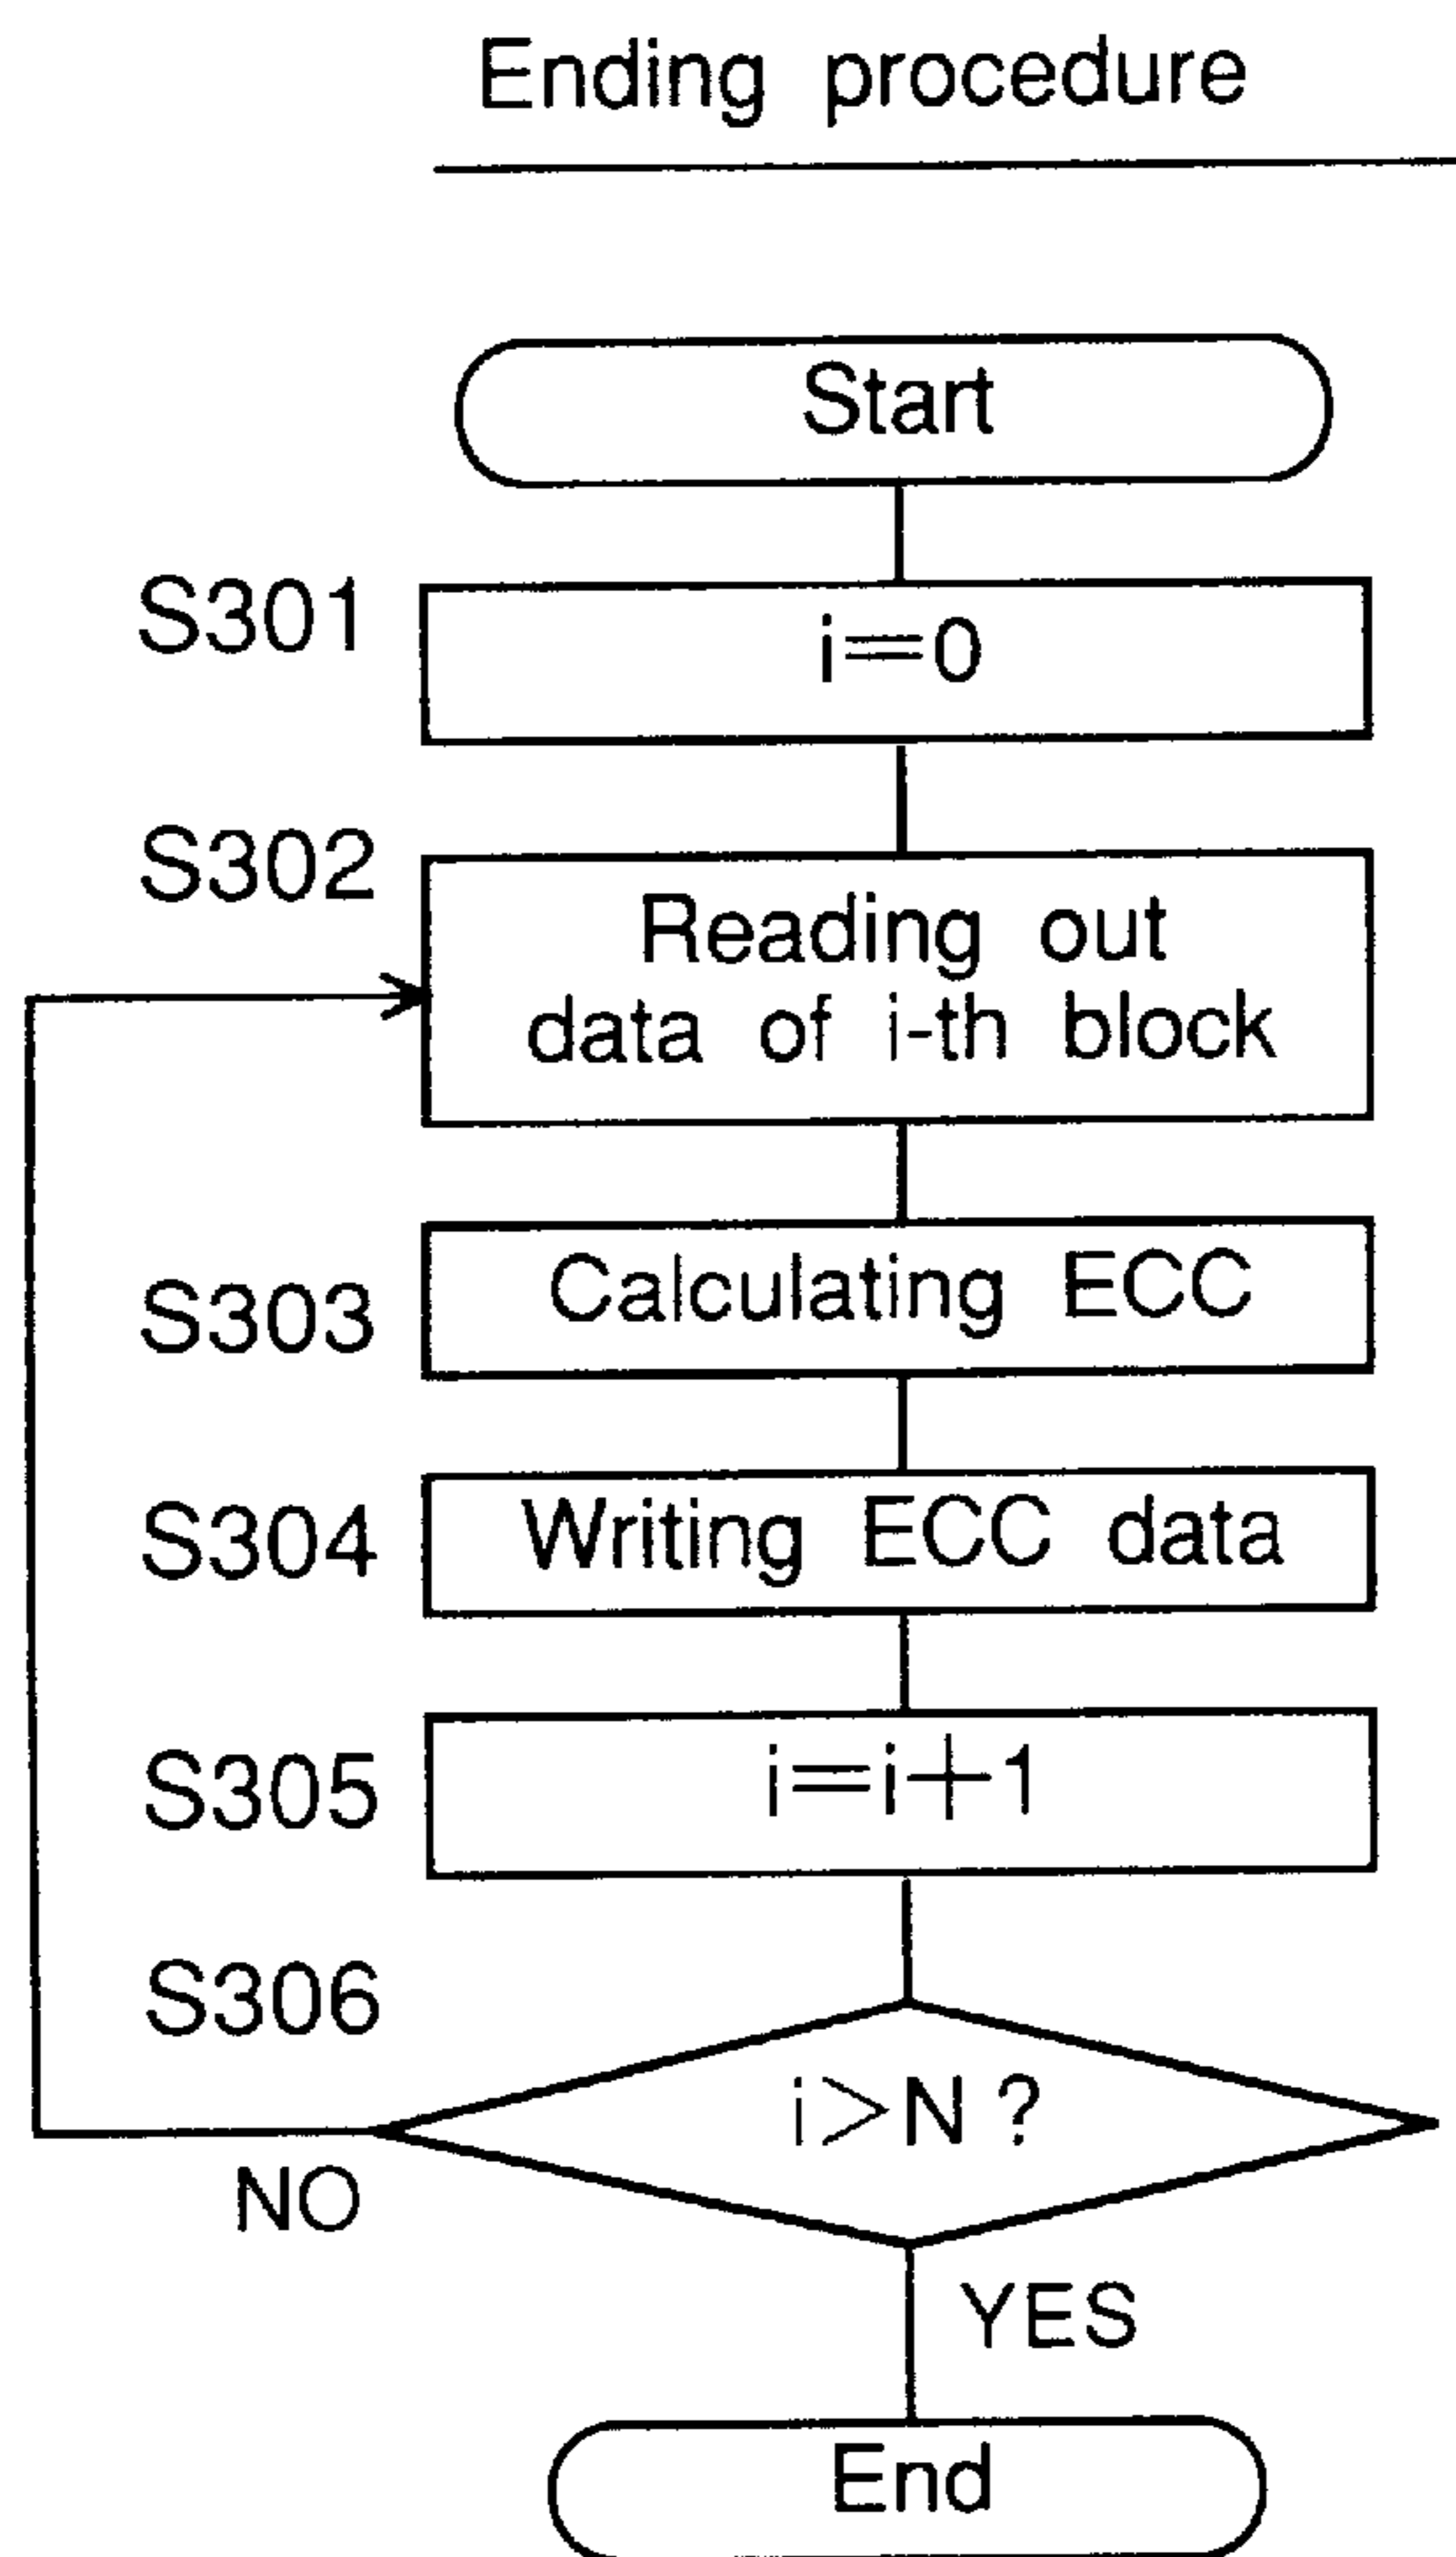 Ending procedure
Start
S301
i=0
S302
Reading out
data of i-th block
S303
Calculating ECC
S304
Writing ECC data
S305
i=i+1
S306
i>N ?
NO
YES
End